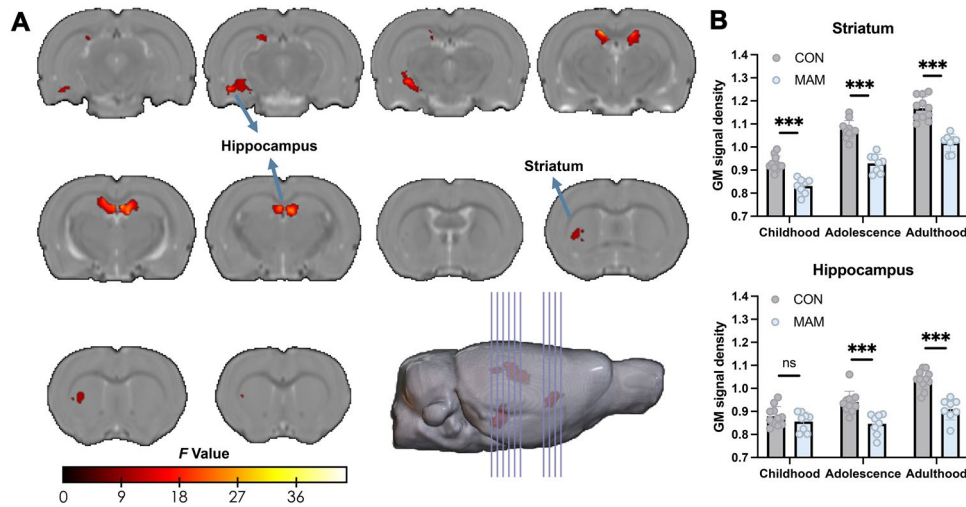 A
Hippocampus
Striatum
F Value
0 9 18 27 36
B
Striatum
CON
MAM
GM signal density
1.4
1.3
1.2
1.1
1.0
0.9
0.8
0.7
***
***
***
Childhood Adolescence Adulthood
Hippocampus
CON
MAM
GM signal density
1.4
1.3
1.2
1.1
1.0
0.9
0.8
0.7
ns
***
***
Childhood Adolescence Adulthood